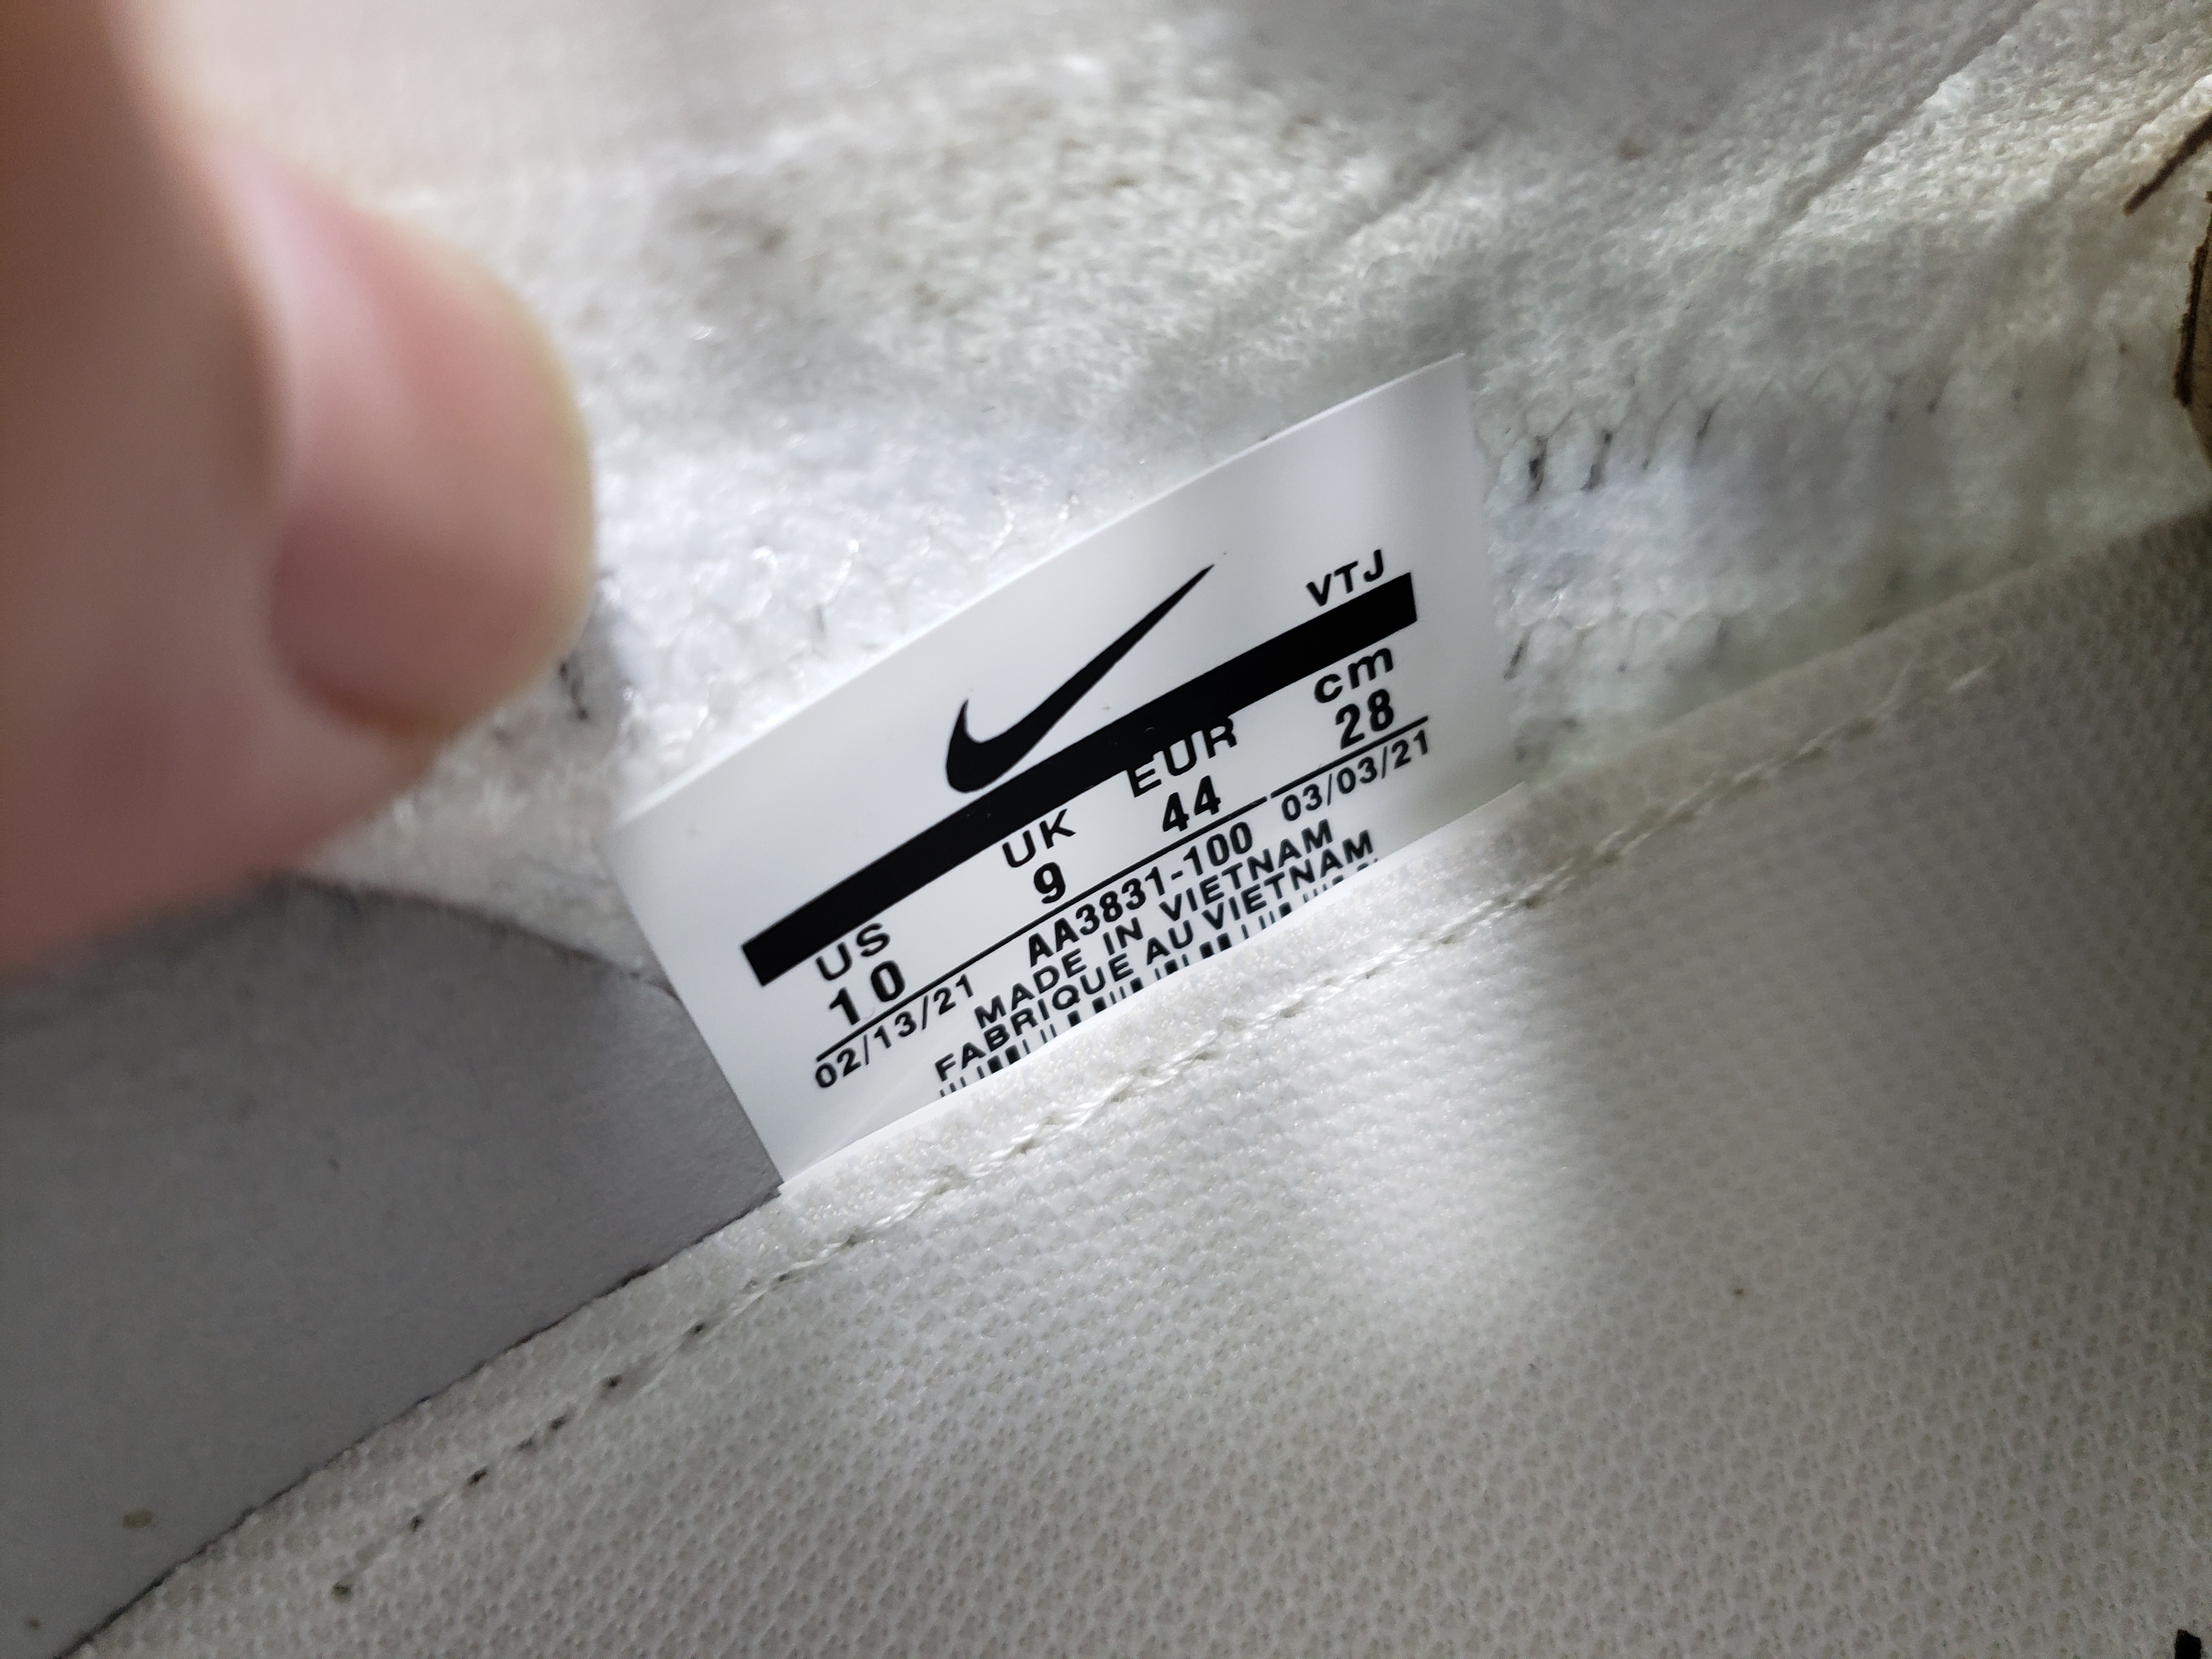 VTJ
US UK EUR cm
10 9 44 28
02/13/21 AA3831-100 03/03/21
MADE IN VIETNAM
FABRIQUE AU VIETNAM